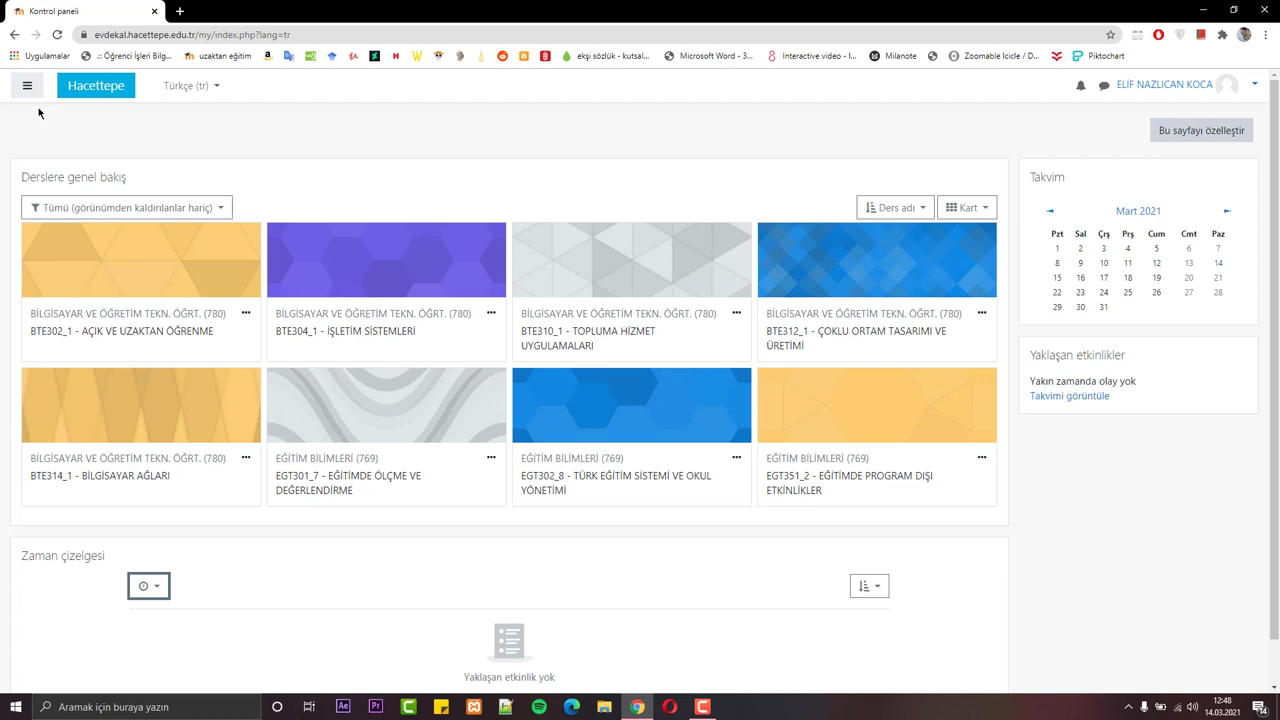 Kontrol paneli
evdekal.hacettepe.edu.tr/my/index.php?lang=tr
Uygulamalar
.:: Öğrenci İşleri Bilg...
uzaktan eğitim
ekşi sözlük - kutsal...
Microsoft Word - 3...
Interactive video - I...
Milanote
Zoomable Icicle / D...
Piktochart
Hacettepe
Türkçe (tr)
ELİF NAZLICAN KOCA
Bu sayfayı özelleştir
Derslere genel bakış
Tümü (görünümden kaldırılanlar hariç)
Ders adı
Kart
BİLGİSAYAR VE ÖĞRETİM TEKN. ÖĞRT. (780)
BTE302_1 - AÇIK VE UZAKTAN ÖĞRENME
BİLGİSAYAR VE ÖĞRETİM TEKN. ÖĞRT. (780)
BTE304_1 - İŞLETİM SİSTEMLERİ
BİLGİSAYAR VE ÖĞRETİM TEKN. ÖĞRT. (780)
BTE310_1 - TOPLUMA HİZMET
UYGULAMALARI
BİLGİSAYAR VE ÖĞRETİM TEKN. ÖĞRT. (780)
BTE312_1 - ÇOKLU ORTAM TASARIMI VE
ÜRETİMİ
BİLGİSAYAR VE ÖĞRETİM TEKN. ÖĞRT. (780)
BTE314_1 - BİLGİSAYAR AĞLARI
EĞİTİM BİLİMLERİ (769)
EGT301_7 - EĞİTİMDE ÖLÇME VE
DEĞERLENDİRME
EĞİTİM BİLİMLERİ (769)
EGT302_8 - TÜRK EĞİTİM SİSTEMİ VE OKUL
YÖNETİMİ
EĞİTİM BİLİMLERİ (769)
EGT351_2 - EĞİTİMDE PROGRAM DIŞI
ETKİNLİKLER
Takvim
Mart 2021
Pzt Sal Çrş Prş Cum Cmt Paz
1 2 3 4 5 6 7
8 9 10 11 12 13 14
15 16 17 18 19 20 21
22 23 24 25 26 27 28
29 30 31
Yaklaşan etkinlikler
Yakın zamanda olay yok
Takvimi görüntüle
Zaman çizelgesi
Yaklaşan etkinlik yok
Aramak için buraya yazın
Ae
Pr
12:48
14.03.2021
14